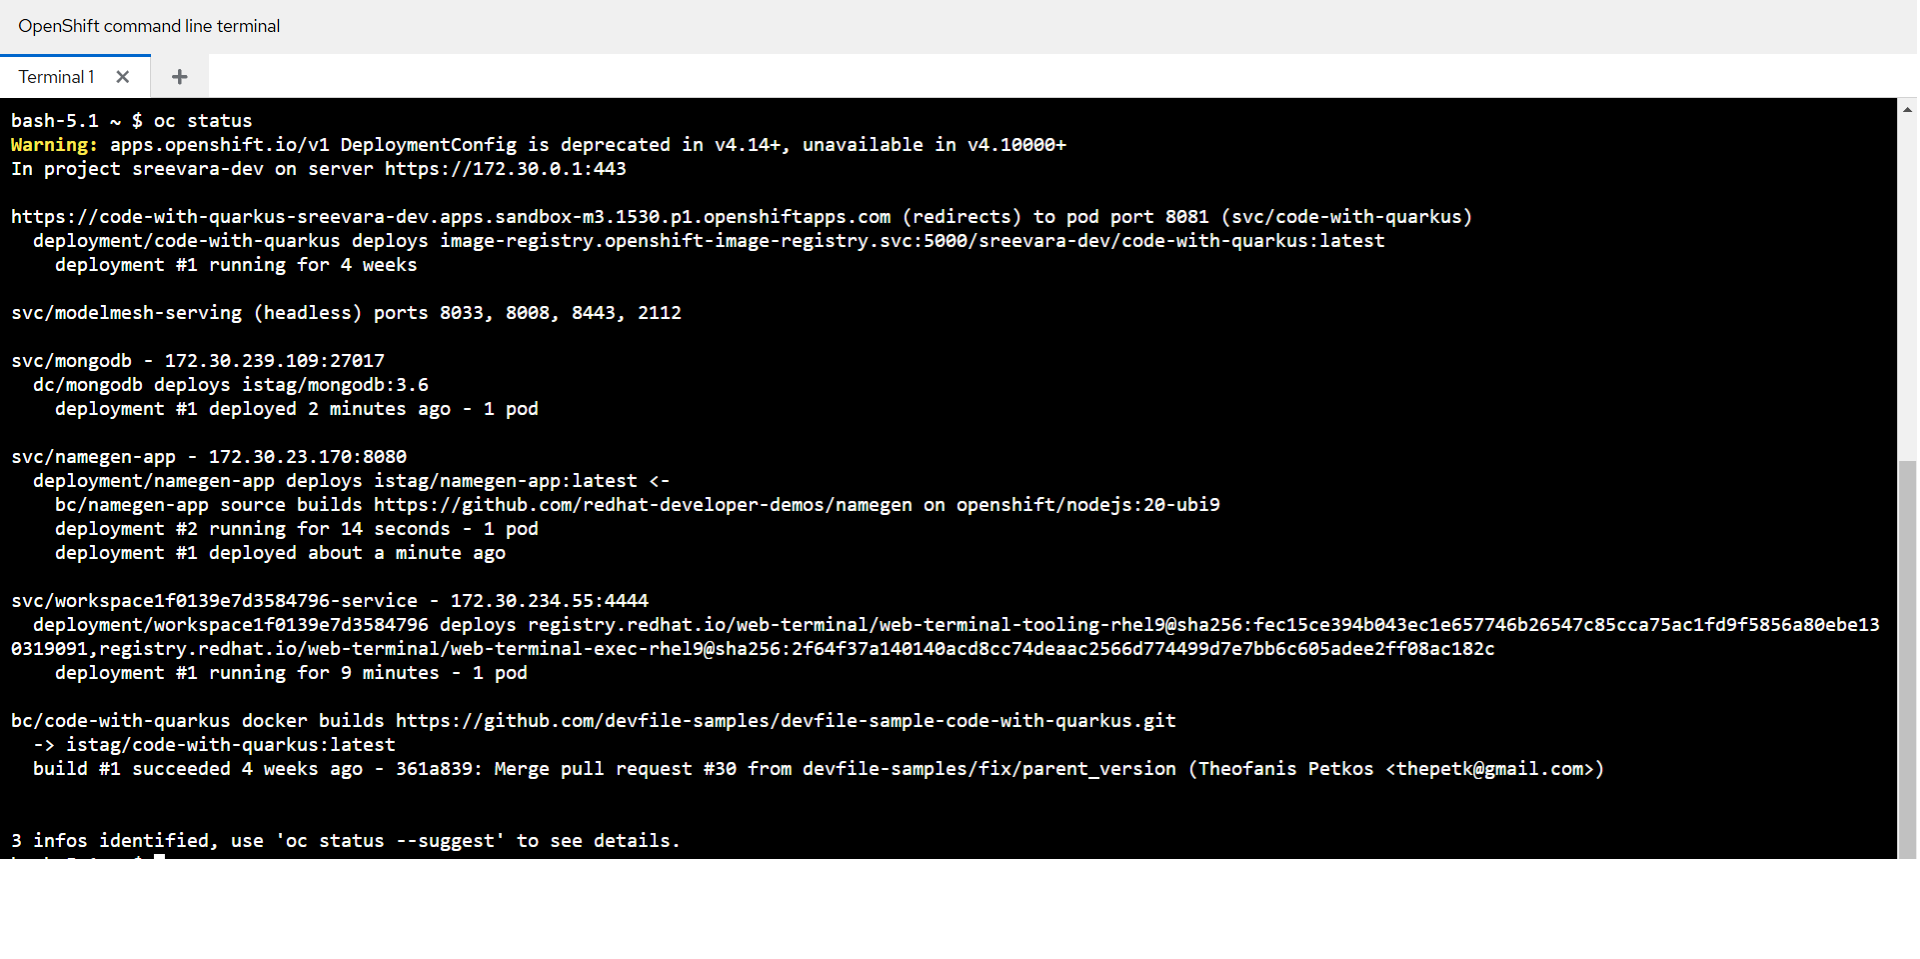 OpenShift command line terminal
Terminal 1
bash-5.1 ~ $ oc status
Warning: apps.openshift.io/v1 DeploymentConfig is deprecated in v4.14+, unavailable in v4.10000+
In project sreevara-dev on server https://172.30.0.1:443
https://code-with-quarkus-sreevara-dev.apps.sandbox-m3.1530.p1.openshiftapps.com (redirects) to pod port 8081 (svc/code-with-quarkus)
deployment/code-with-quarkus deploys image-registry.openshift-image-registry.svc:5000/sreevara-dev/code-with-quarkus:latest
deployment #1 running for 4 weeks
svc/modelmesh-serving (headless) ports 8033, 8008, 8443, 2112
svc/mongodb - 172.30.239.109:27017
dc/mongodb deploys istag/mongodb:3.6
deployment #1 deployed 2 minutes ago - 1 pod
svc/namegen-app - 172.30.23.170:8080
deployment/namegen-app deploys istag/namegen-app:latest <-
bc/namegen-app source builds https://github.com/redhat-developer-demos/namegen on openshift/nodejs:20-ubi9
deployment #2 running for 14 seconds - 1 pod
deployment #1 deployed about a minute ago
svc/workspace1f0139e7d3584796-service - 172.30.234.55:4444
deployment/workspace1f0139e7d3584796 deploys registry.redhat.io/web-terminal/web-terminal-tooling-rhel9@sha256:fec15ce394b043ec1e657746b26547c85cca75ac1fd9f5856a80ebe13
0319091,registry.redhat.io/web-terminal/web-terminal-exec-rhel9@sha256:2f64f37a140140acd8cc74deaac2566d774499d7e7bb6c605adee2ff08ac182c
deployment #1 running for 9 minutes - 1 pod
bc/code-with-quarkus docker builds https://github.com/devfile-samples/devfile-sample-code-with-quarkus.git
-> istag/code-with-quarkus:latest
build #1 succeeded 4 weeks ago - 361a839: Merge pull request #30 from devfile-samples/fix/parent_version (Theofanis Petkos <thepetk@gmail.com>)
3 infos identified, use 'oc status --suggest' to see details.